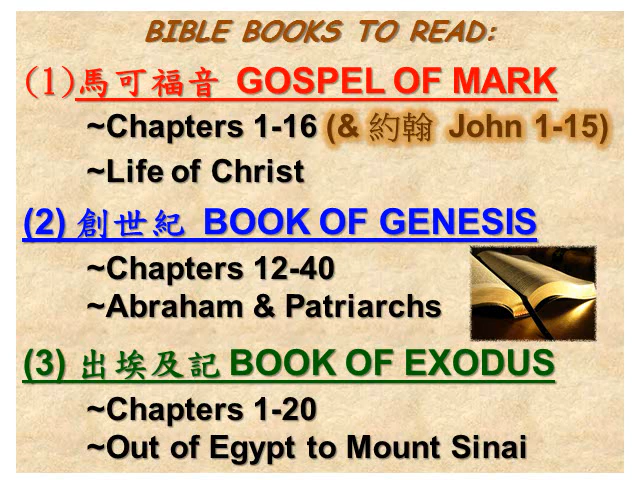 BIBLE BOOKS TO READ:
(1)馬可福音 GOSPEL OF MARK
~Chapters 1-16 (& 約翰 John 1-15)
~Life of Christ
(2) 創世紀 BOOK OF GENESIS
~Chapters 12-40
~Abraham & Patriarchs
(3) 出埃及記 BOOK OF EXODUS
~Chapters 1-20
~Out of Egypt to Mount Sinai